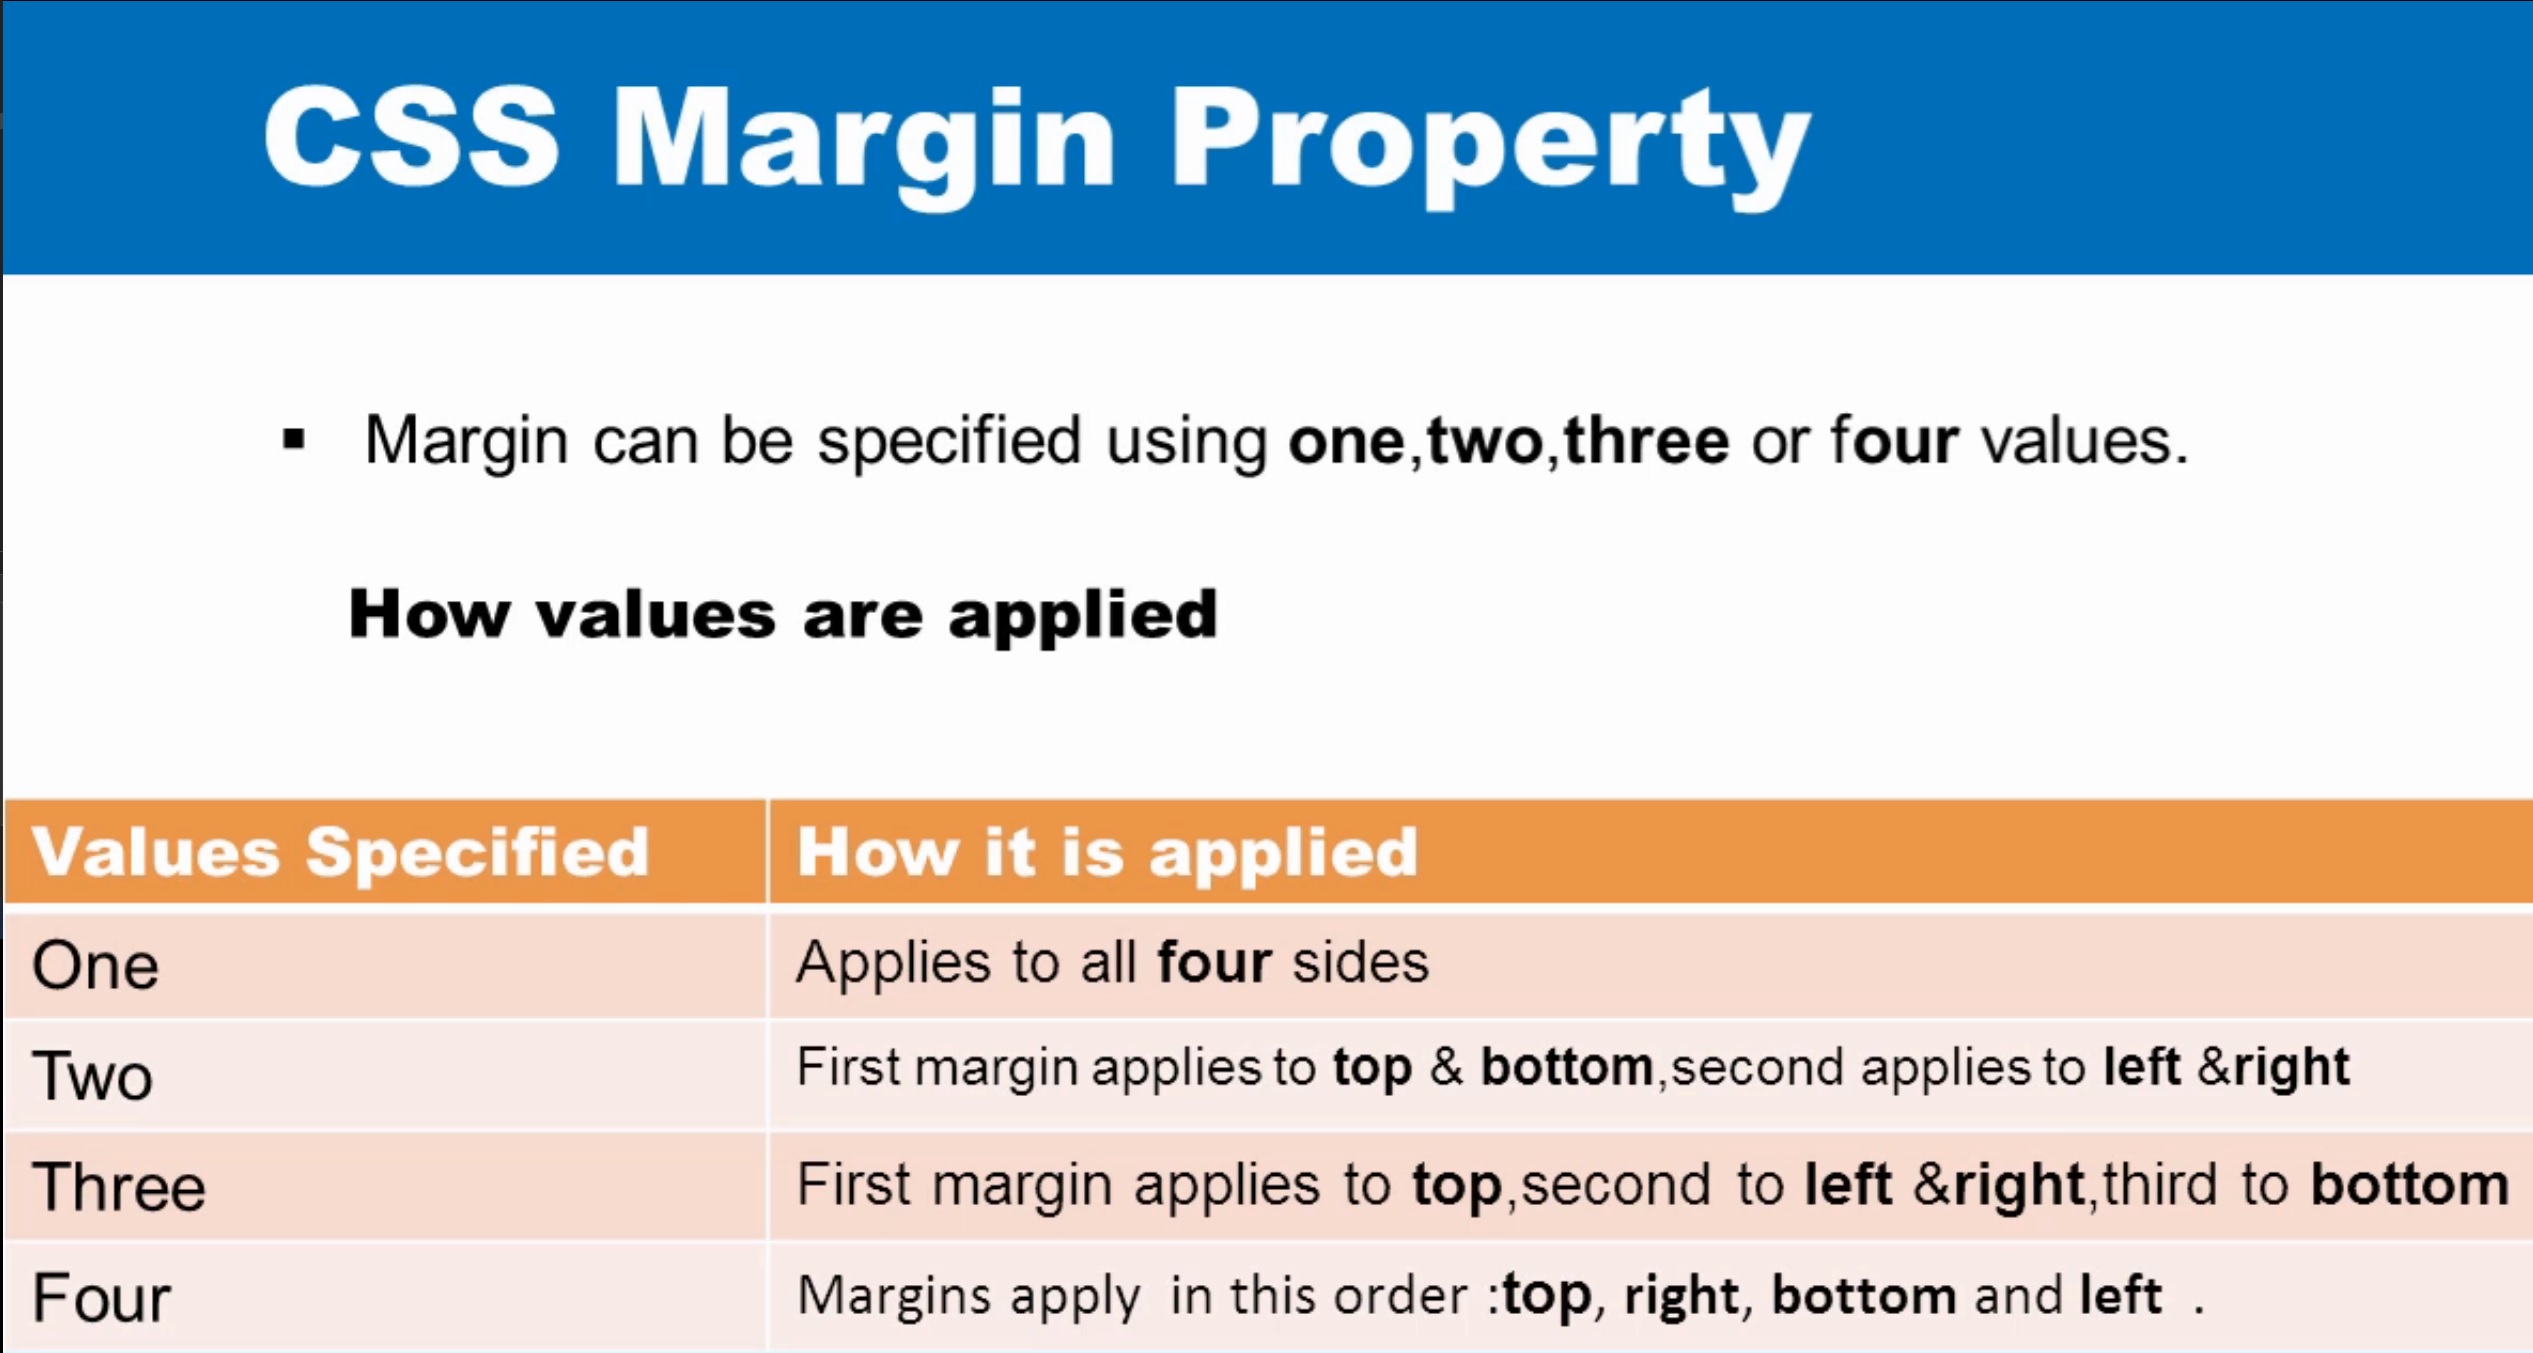 CSS Margin Property
▪ Margin can be specified using one,two,three or four values.
How values are applied
Values Specified How it is applied
One Applies to all four sides
Two First margin applies to top & bottom,second applies to left &right
Three First margin applies to top,second to left &right,third to bottom
Four Margins apply in this order :top, right, bottom and left .